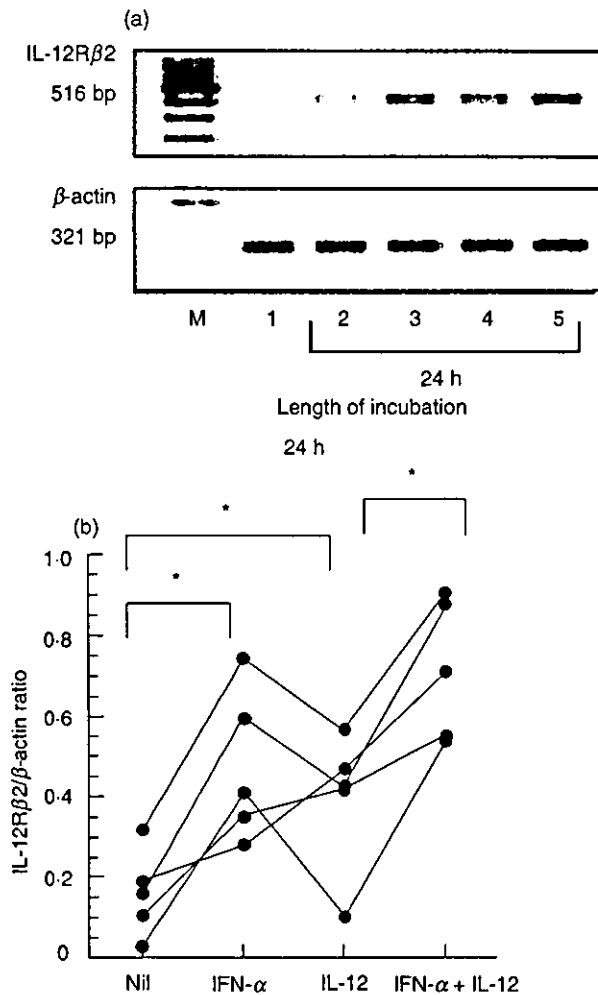 (a)
IL-12Rβ2
516 bp
β-actin
321 bp
M 1 2 3 4 5
24 h
Length of incubation
24 h
(b)
* * *
1·0
0·8
0·6
0·4
0·2
0
IL-12Rβ2/β-actin ratio
Nil IFN-α IL-12 IFN-α + IL-12